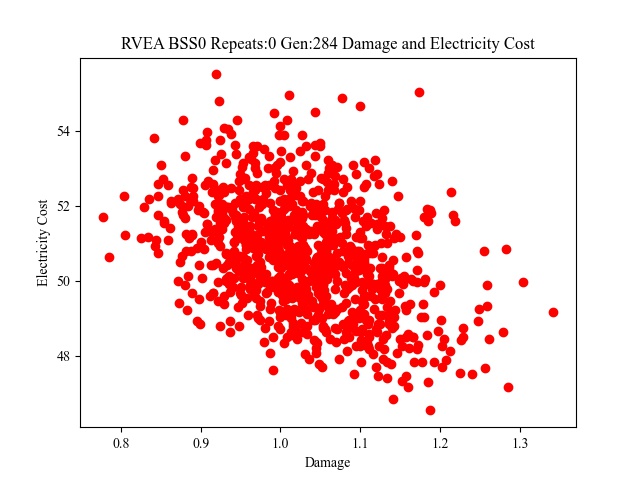 RVEA BSS0 Repeats:0 Gen:284 Damage and Electricity Cost
54
52
50
48
Electricity Cost
0.8 0.9 1.0 1.1 1.2 1.3
Damage